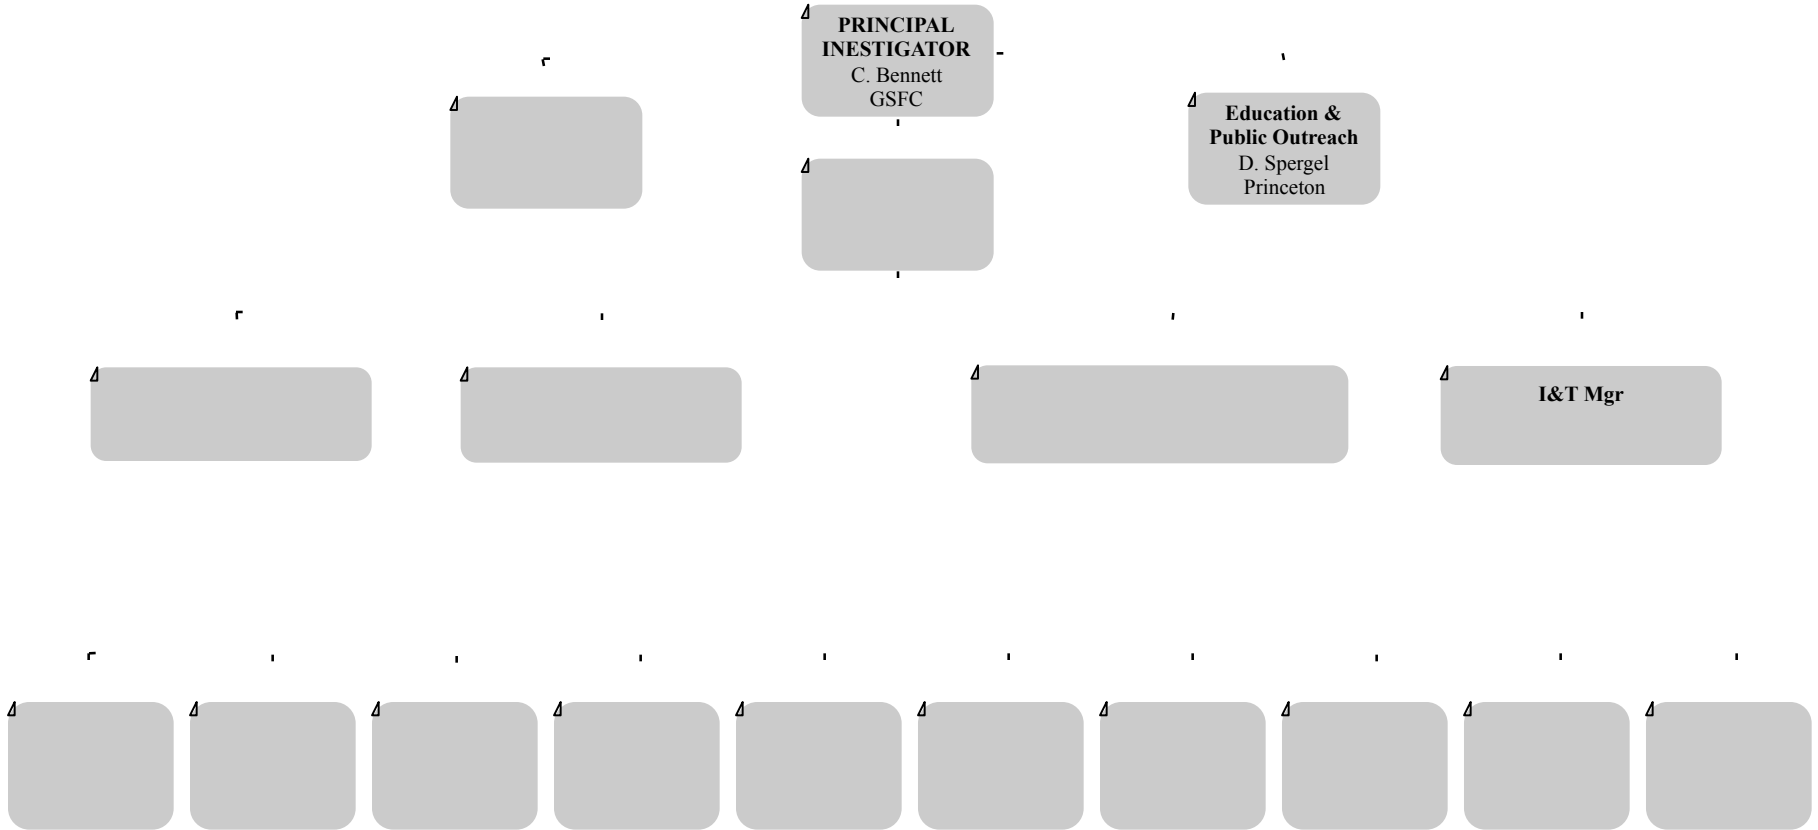 PRINCIPAL
INESTIGATOR
C. Bennett
GSFC
Education &
Public Outreach
D. Spergel
Princeton
I&T Mgr